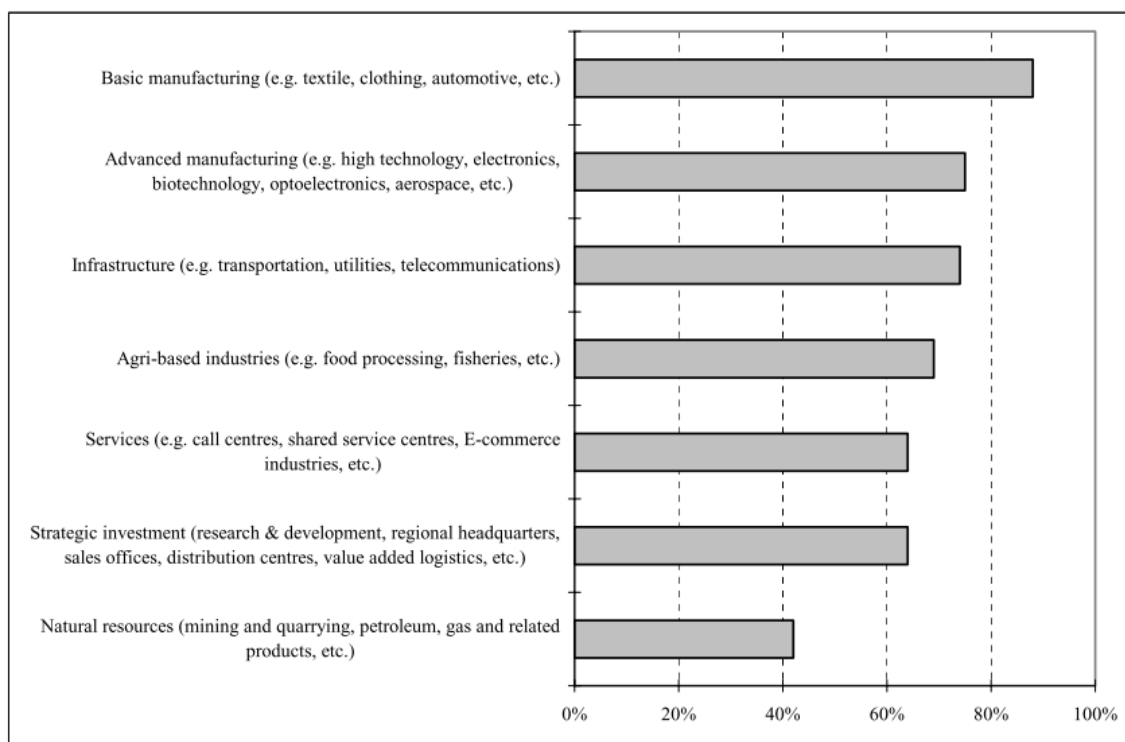 Basic manufacturing (e.g. textile, clothing, automotive, etc.)
Advanced manufacturing (e.g. high technology, electronics,
biotechnology, optoelectronics, aerospace, etc.)
Infrastructure (e.g. transportation, utilities, telecommunications)
Agri-based industries (e.g. food processing, fisheries, etc.)
Services (e.g. call centres, shared service centres, E-commerce
industries, etc.)
Strategic investment (research & development, regional headquarters,
sales offices, distribution centres, value added logistics, etc.)
Natural resources (mining and quarrying, petroleum, gas and related
products, etc.)
0% 20% 40% 60% 80% 100%